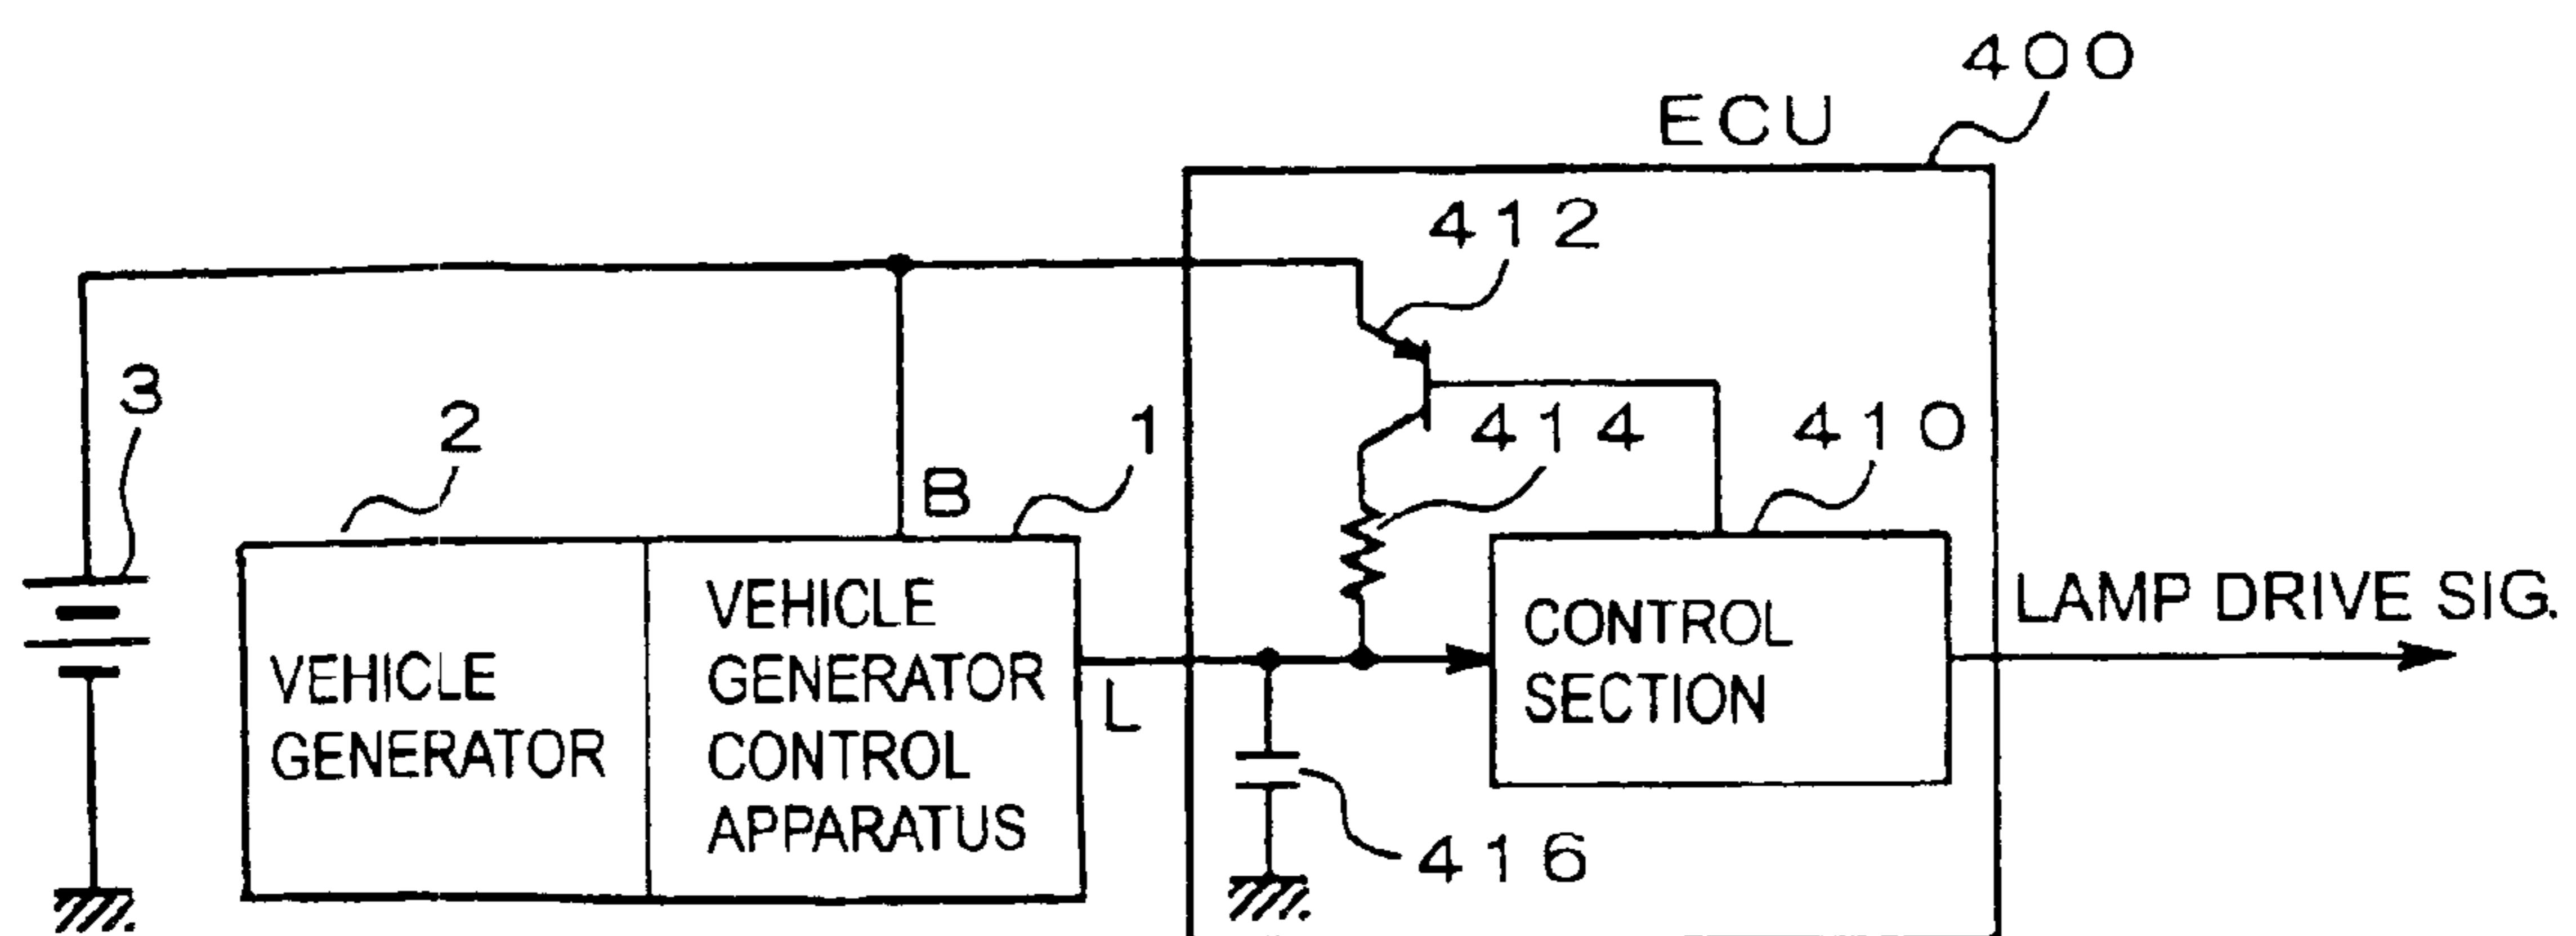 400
ECU
412
3
2
B
1
414
410
VEHICLE
GENERATOR
VEHICLE
GENERATOR
CONTROL
APPARATUS
L
CONTROL
SECTION
LAMP DRIVE SIG.
416